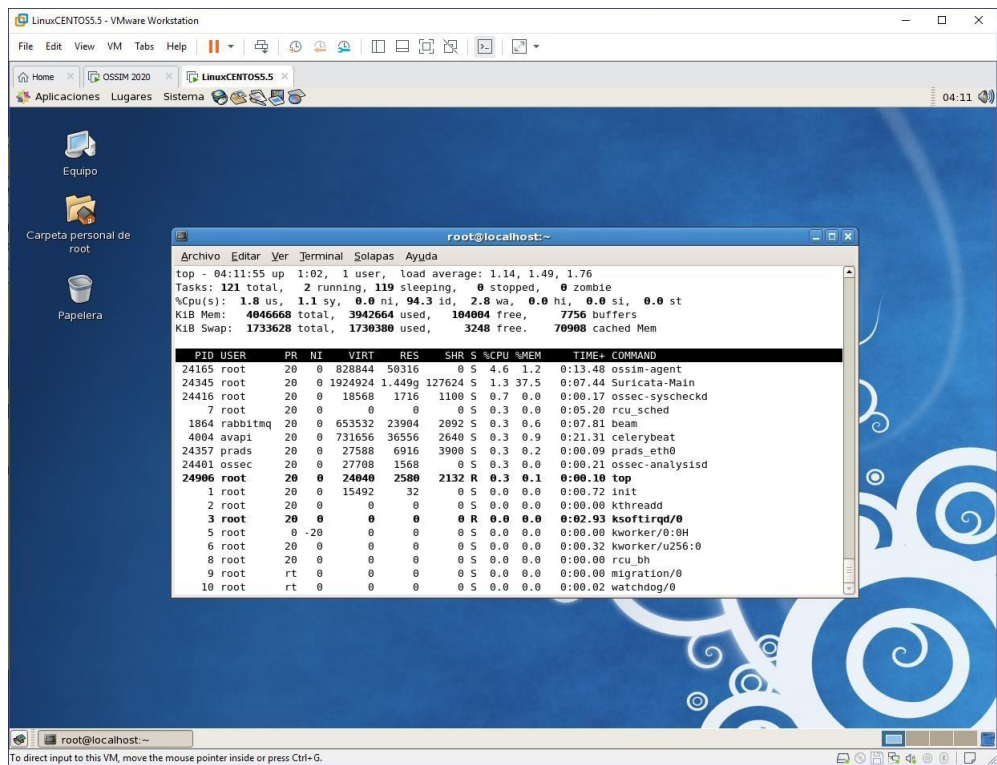 LinuxCENTOS5.5 - VMware Workstation
File Edit View VM Tabs Help
Home OSSIM 2020 LinuxCENTOS5.5
Aplicaciones Lugares Sistema 04:11
Equipo
Carpeta personal de
root
Papelera
root@localhost:~
Archivo Editar Ver Terminal Solapas Ayuda
top - 04:11:55 up 1:02, 1 user, load average: 1.14, 1.49, 1.76
Tasks: 121 total, 2 running, 119 sleeping, 0 stopped, 0 zombie
%Cpu(s): 1.8 us, 1.1 sy, 0.0 ni, 94.3 id, 2.8 wa, 0.0 hi, 0.0 si, 0.0 st
KiB Mem: 4046668 total, 3942664 used, 104004 free, 7756 buffers
KiB Swap: 1733628 total, 1730380 used, 3248 free. 70908 cached Mem
PID USER PR NI VIRT RES SHR S %CPU %MEM TIME+ COMMAND
24165 root 20 0 828844 50316 0 S 4.6 1.2 0:13.48 ossim-agent
24345 root 20 0 1924924 1.449g 127624 S 1.3 37.5 0:07.44 Suricata-Main
24416 root 20 0 18568 1716 1100 S 0.7 0.0 0:00.17 ossec-syscheckd
7 root 20 0 0 0 0 S 0.3 0.0 0:05.20 rcu_sched
1864 rabbitmq 20 0 653532 23904 2092 S 0.3 0.6 0:07.81 beam
4004 avapi 20 0 731656 36556 2640 S 0.3 0.9 0:21.31 celerybeat
24357 prads 20 0 27588 6916 3900 S 0.3 0.2 0:00.09 prads_eth0
24401 ossec 20 0 27708 1568 0 S 0.3 0.0 0:00.21 ossec-analysisd
24906 root 20 0 24040 2580 2132 R 0.3 0.1 0:00.10 top
1 root 20 0 15492 32 0 S 0.0 0.0 0:00.72 init
2 root 20 0 0 0 0 S 0.0 0.0 0:00.00 kthreadd
3 root 20 0 0 0 0 R 0.0 0.0 0:02.93 ksoftirqd/0
5 root 0 -20 0 0 0 S 0.0 0.0 0:00.00 kworker/0:0H
6 root 20 0 0 0 0 S 0.0 0.0 0:00.32 kworker/u256:0
8 root 20 0 0 0 0 S 0.0 0.0 0:00.00 rcu_bh
9 root rt 0 0 0 0 S 0.0 0.0 0:00.00 migration/0
10 root rt 0 0 0 0 S 0.0 0.0 0:00.02 watchdog/0
root@localhost:~
To direct input to this VM, move the mouse pointer inside or press Ctrl+G.